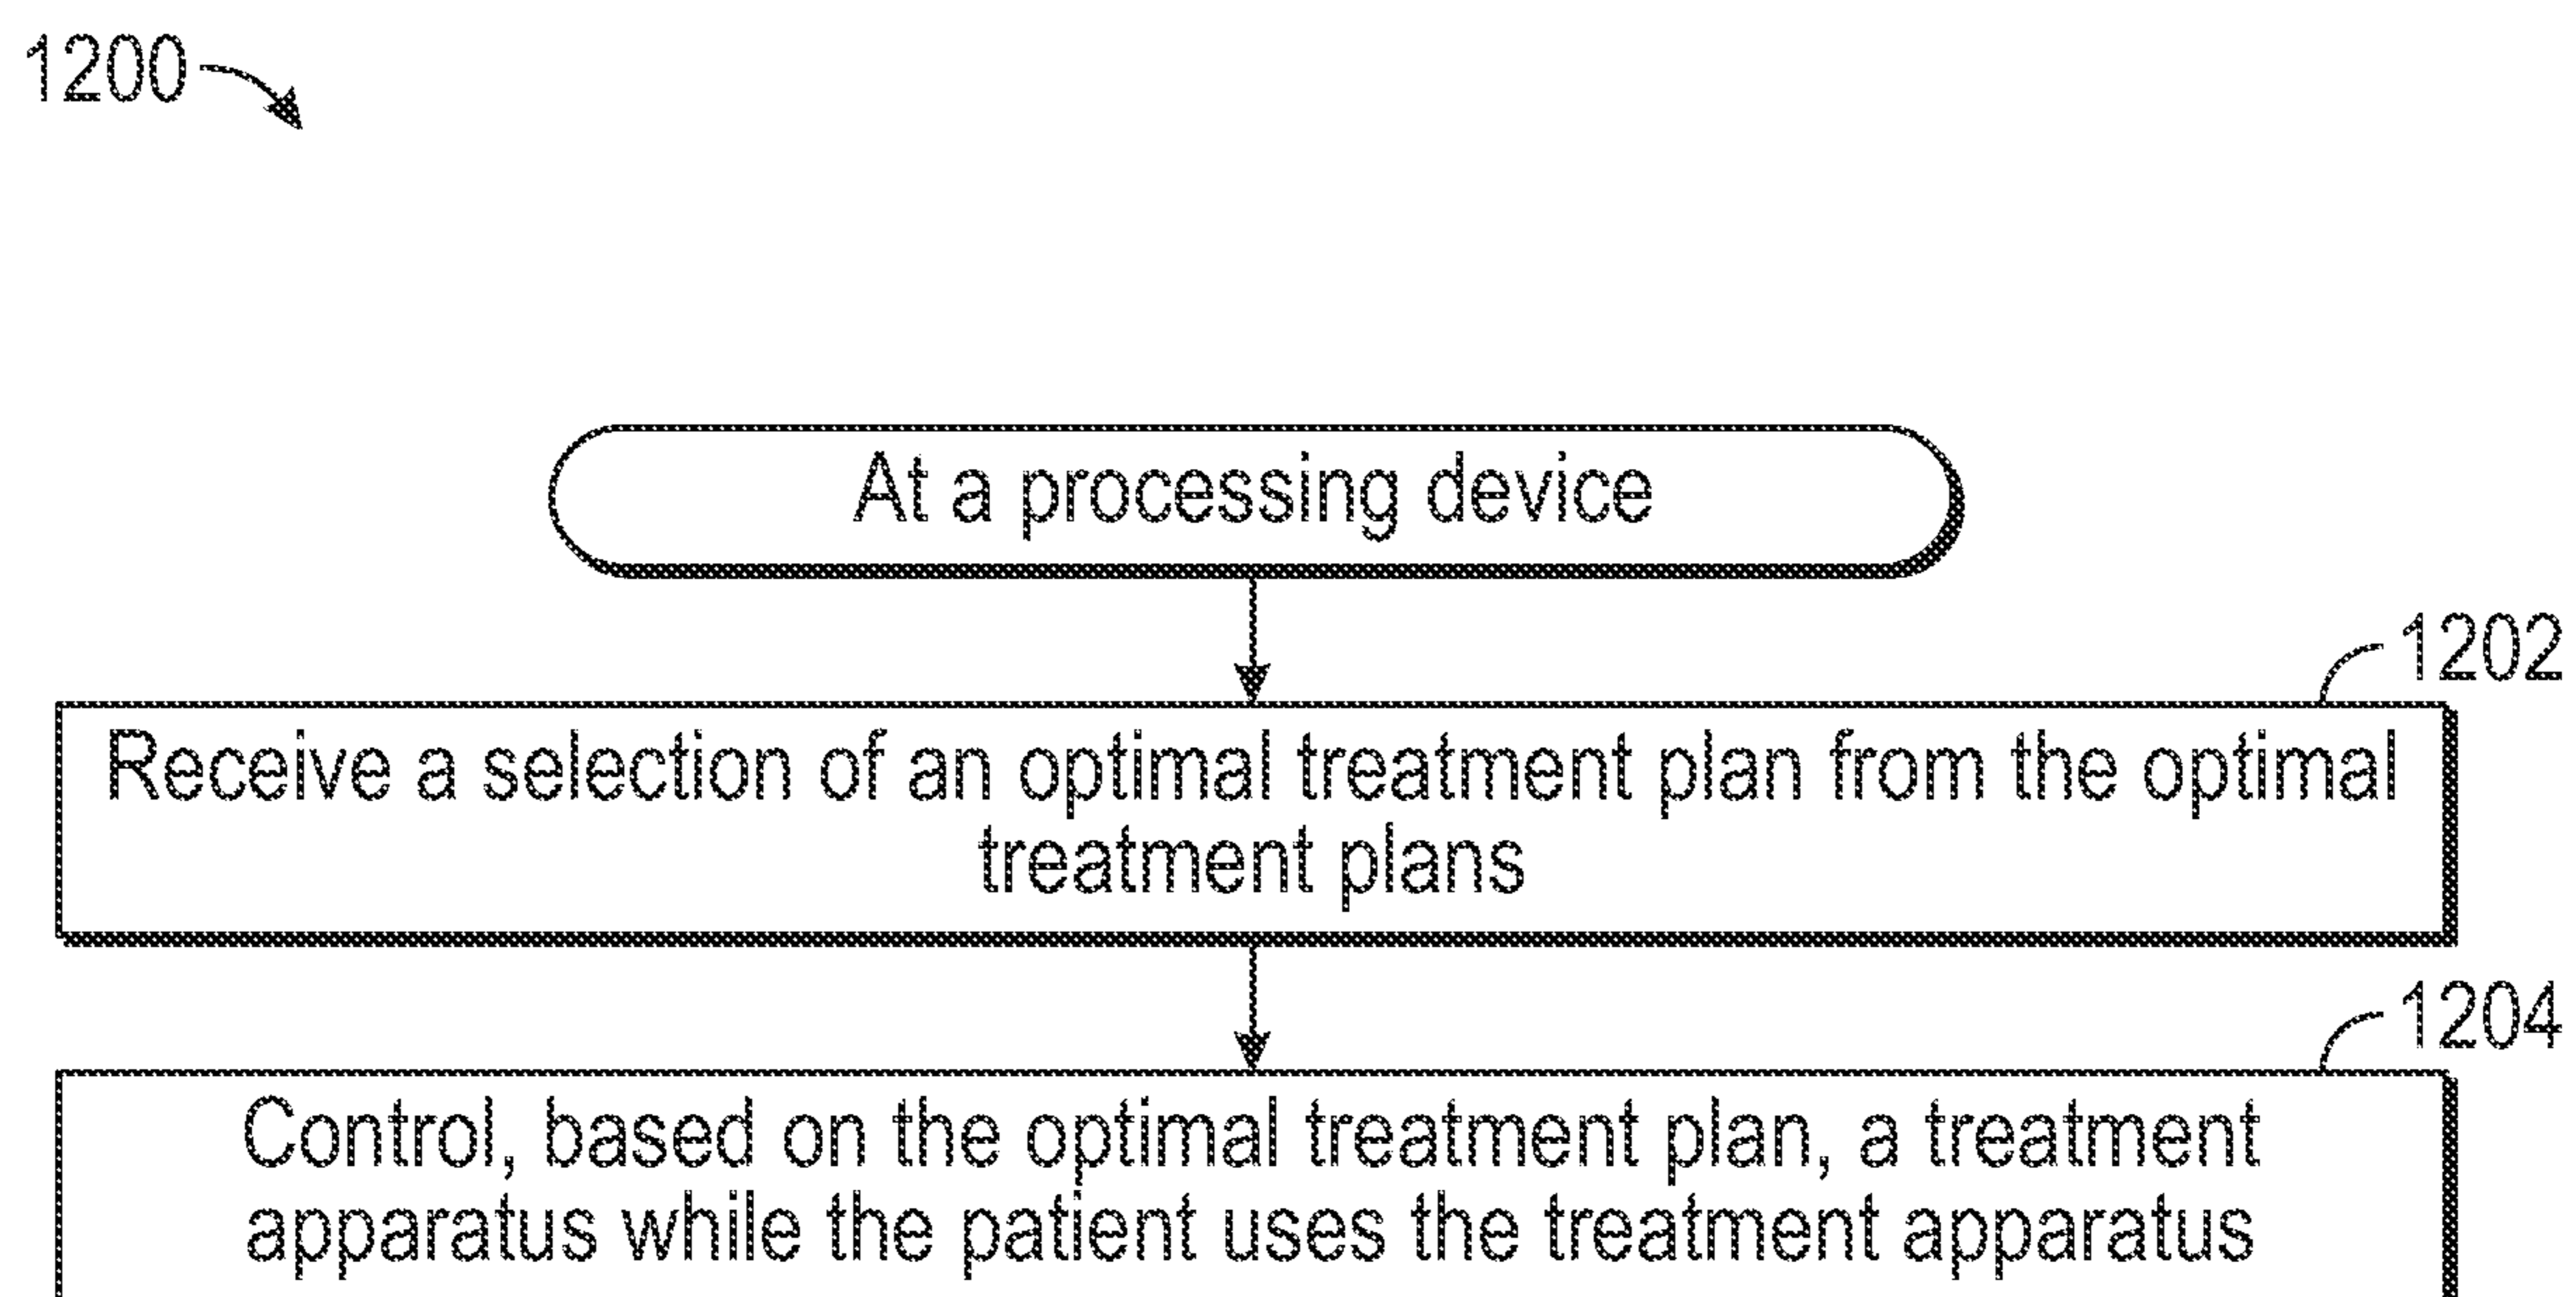 1200
At a processing device
1202
Receive a selection of an optimal treatment plan from the optimal
treatment plans
1204
Control, based on the optimal treatment plan, a treatment
apparatus while the patient uses the treatment apparatus